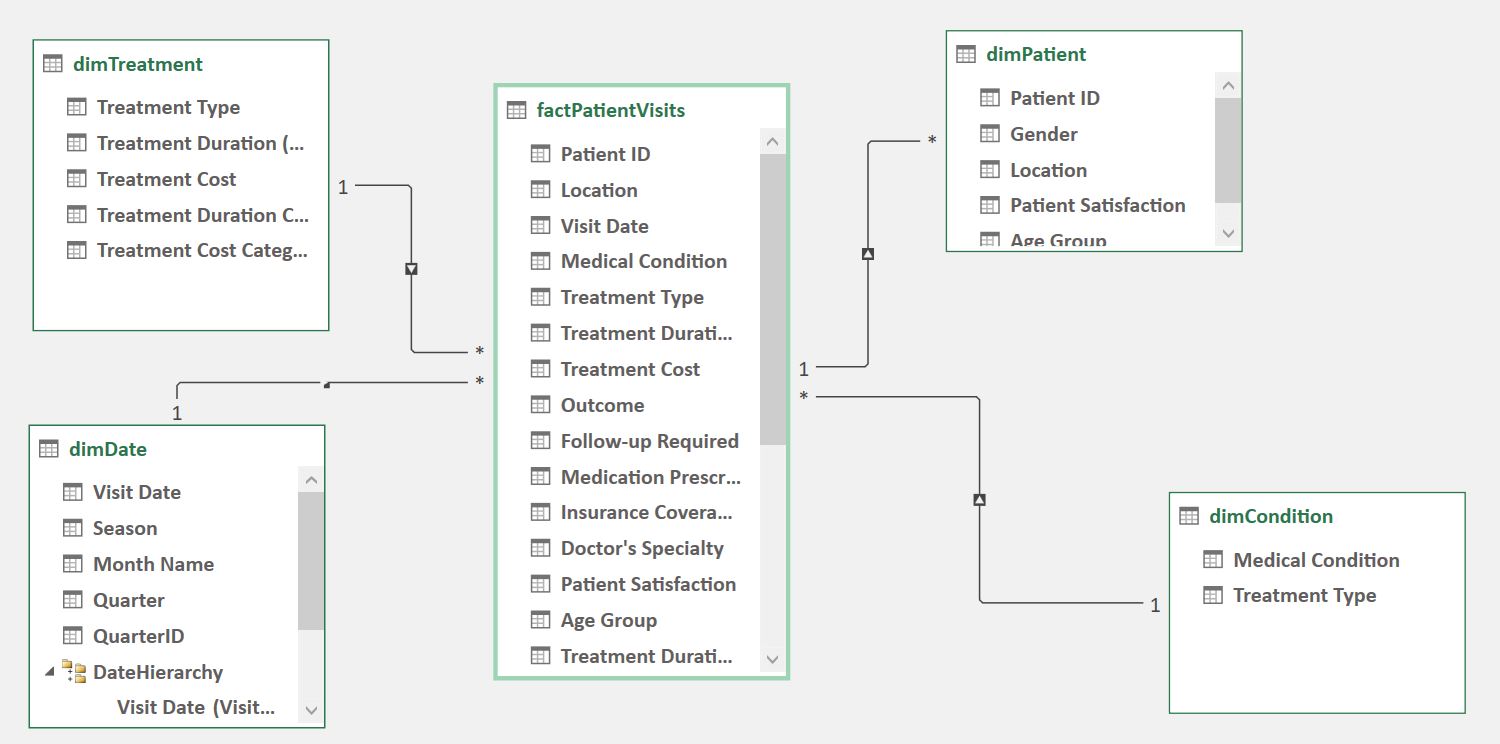 dimTreatment
Treatment Type
Treatment Duration (...
Treatment Cost
Treatment Duration C...
Treatment Cost Categ...
1
*
dimDate
Visit Date
Season
Month Name
Quarter
QuarterID
DateHierarchy
Visit Date (Visit...
1
*
factPatientVisits
Patient ID
Location
Visit Date
Medical Condition
Treatment Type
Treatment Durati...
Treatment Cost
Outcome
Follow-up Required
Medication Prescr...
Insurance Covera...
Doctor's Specialty
Patient Satisfaction
Age Group
Treatment Durati...
1
*
dimPatient
Patient ID
Gender
Location
Patient Satisfaction
Age Group
*
dimCondition
Medical Condition
Treatment Type
1